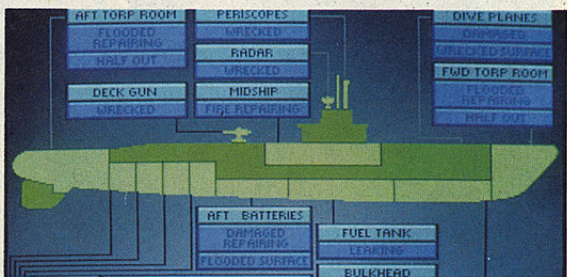 AFT TORP ROOM
FLOODED
REPAIRING
HALF OUT
PERISCOPES
WRECKED
RADAR
WRECKED
DECK GUN
WRECKED
MIDSHIP
FIRE REPAIRING
DIVE PLANES
DAMAGED
WRECKED SURFACE
FWD TORP ROOM
FLOODED
REPAIRING
HALF OUT
AFT BATTERIES
DAMAGED
REPAIRING
FLOODED SURFACE
FUEL TANK
LEAKING
BULKHEAD